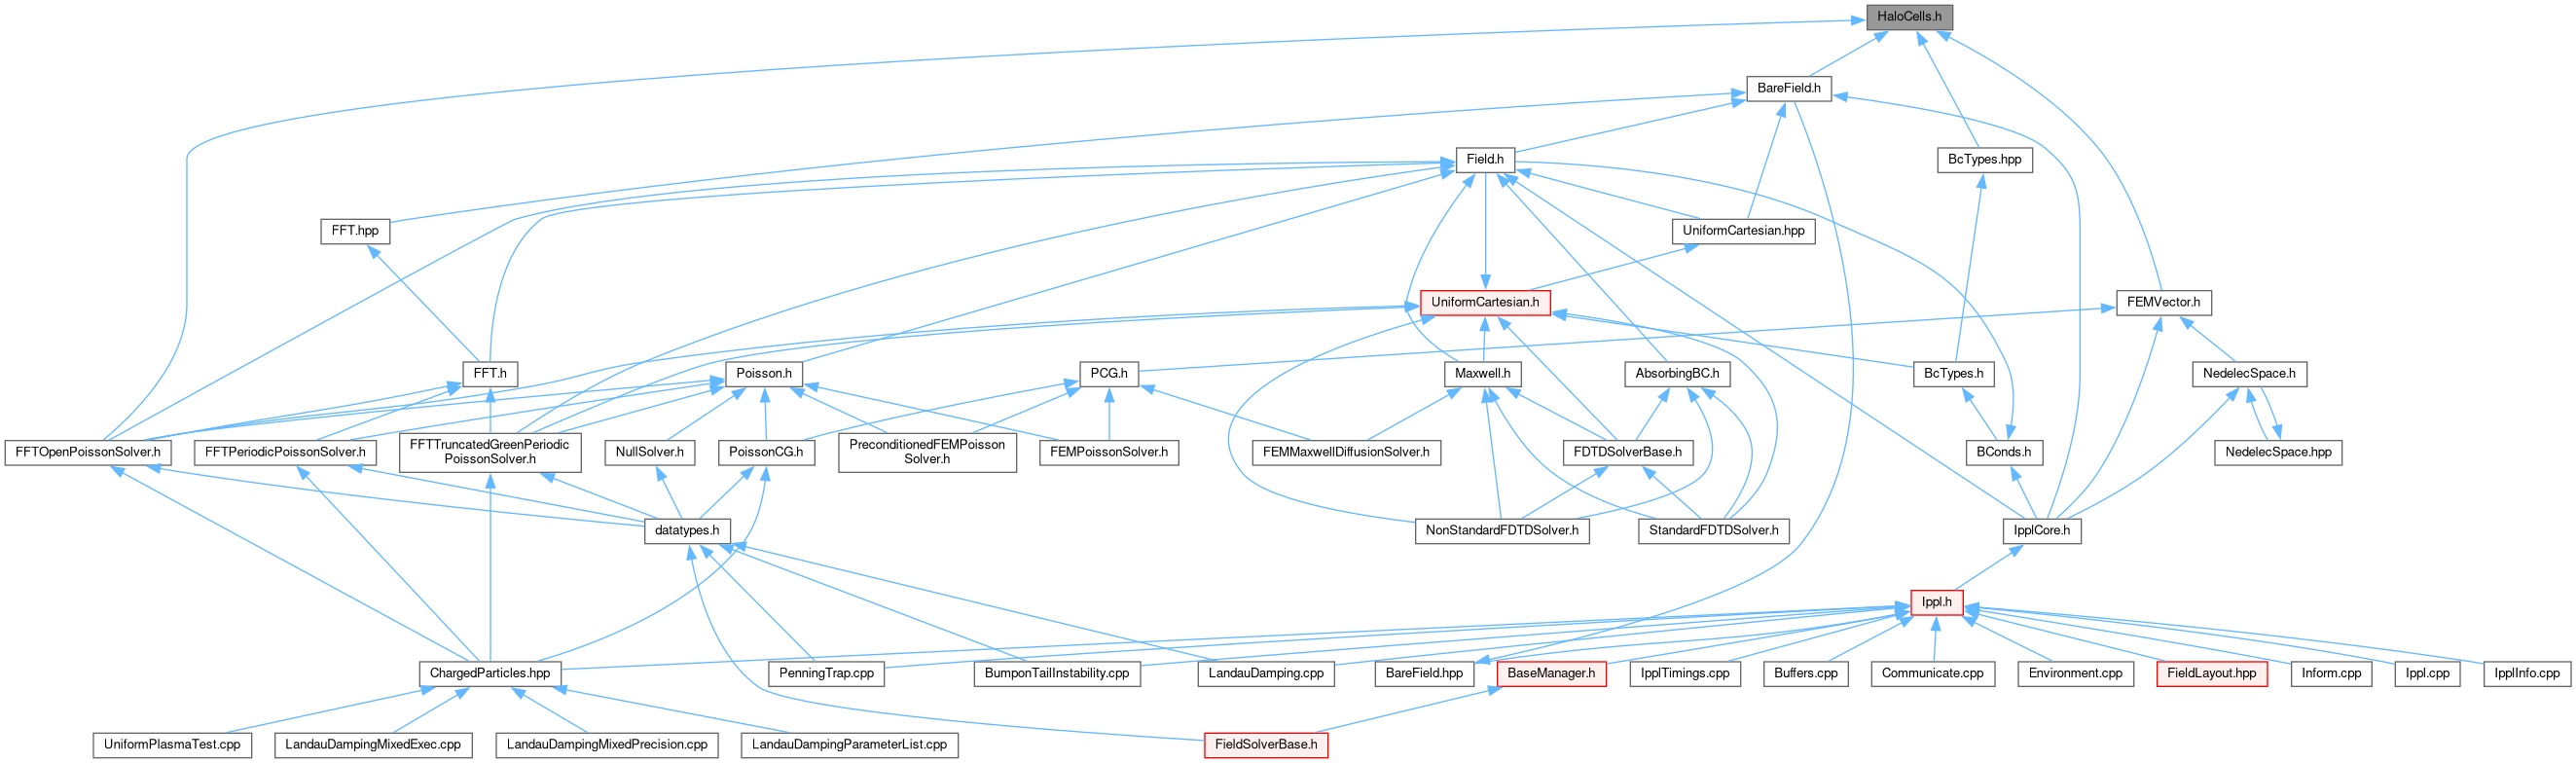 HaloCells.h
BareField.h
Field.h
BcTypes.hpp
FFT.hpp
UniformCartesian.hpp
UniformCartesian.h
FEMVector.h
FFT.h
Poisson.h
PCG.h
Maxwell.h
AbsorbingBC.h
BcTypes.h
NedelecSpace.h
FFTOpenPoissonSolver.h
FFTPeriodicPoissonSolver.h
FFTTruncatedGreenPeriodic
PoissonSolver.h
NullSolver.h
PoissonCG.h
PreconditionedFEMPoisson
Solver.h
FEMPoissonSolver.h
FEMMaxwellDiffusionSolver.h
FDTDSolverBase.h
BConds.h
NedelecSpace.hpp
datatypes.h
NonStandardFDTDSolver.h
StandardFDTDSolver.h
IpplCore.h
Ippl.h
ChargedParticles.hpp
PenningTrap.cpp
BumponTailInstability.cpp
LandauDamping.cpp
BareField.hpp
BaseManager.h
IpplTimings.cpp
Buffers.cpp
Communicate.cpp
Environment.cpp
FieldLayout.hpp
Inform.cpp
Ippl.cpp
IpplInfo.cpp
UniformPlasmaTest.cpp
LandauDampingMixedExec.cpp
LandauDampingMixedPrecision.cpp
LandauDampingParameterList.cpp
FieldSolverBase.h